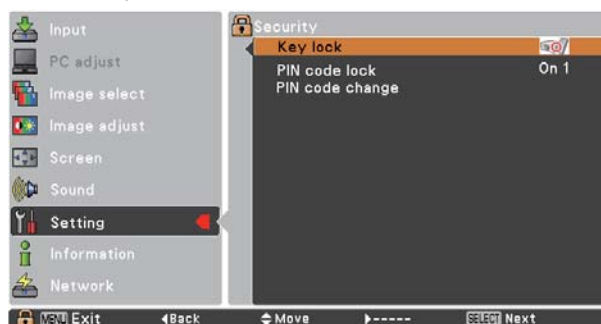 Input
PC adjust
Image select
Image adjust
Screen
Sound
Setting
Information
Network
Security
Key lock
PIN code lock On 1
PIN code change
MENU Exit Back Move ----- SELECT Next